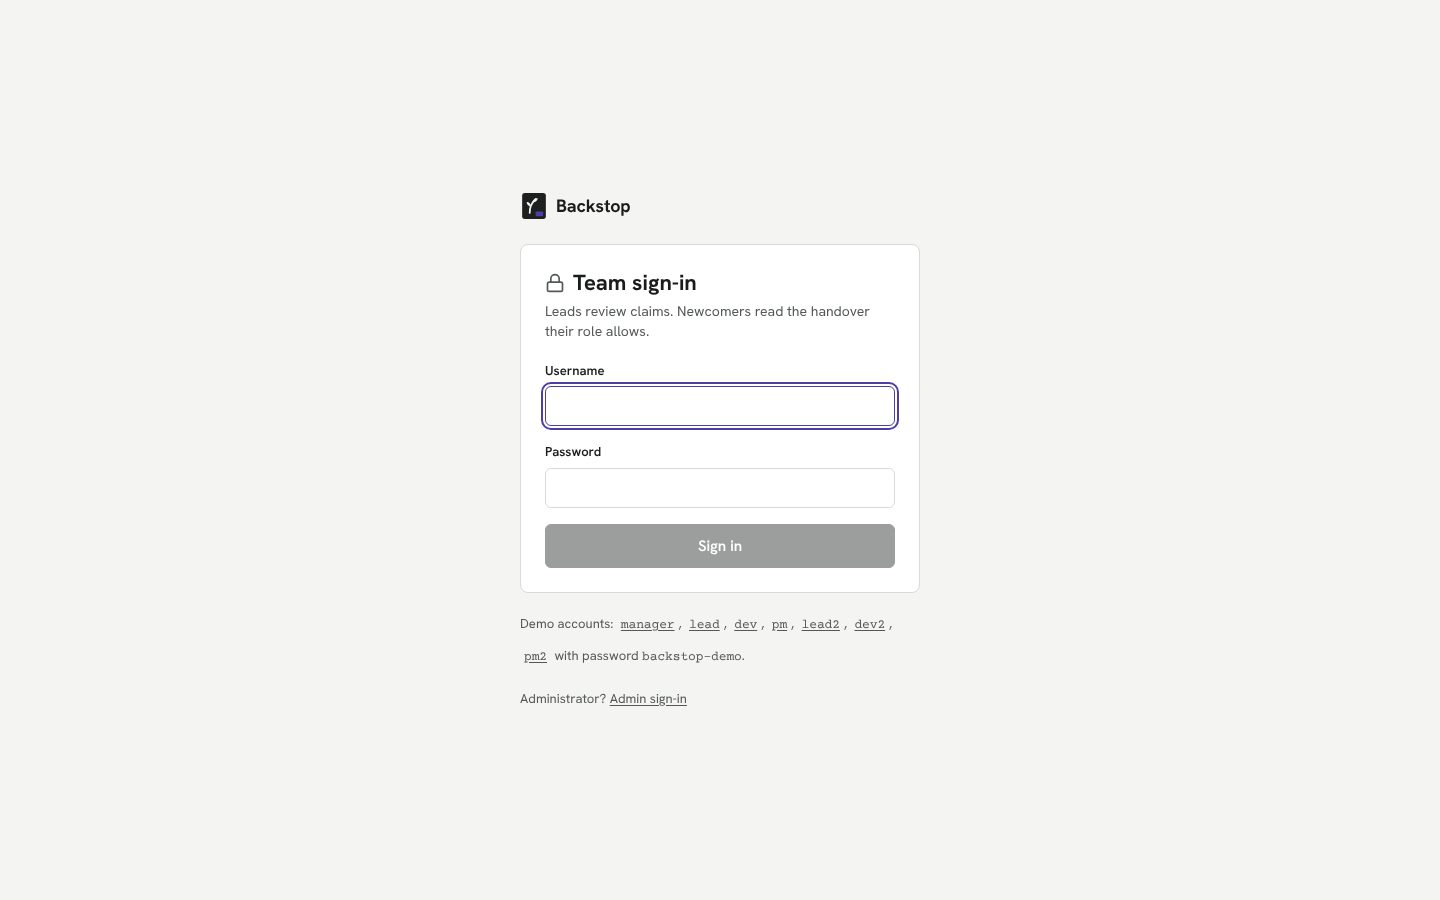 Backstop
Team sign-in
Leads review claims. Newcomers read the handover
their role allows.
Username
Password
Sign in
Demo accounts: manager, lead, dev, pm, lead2, dev2,
pm2 with password backstop-demo.
Administrator? Admin sign-in